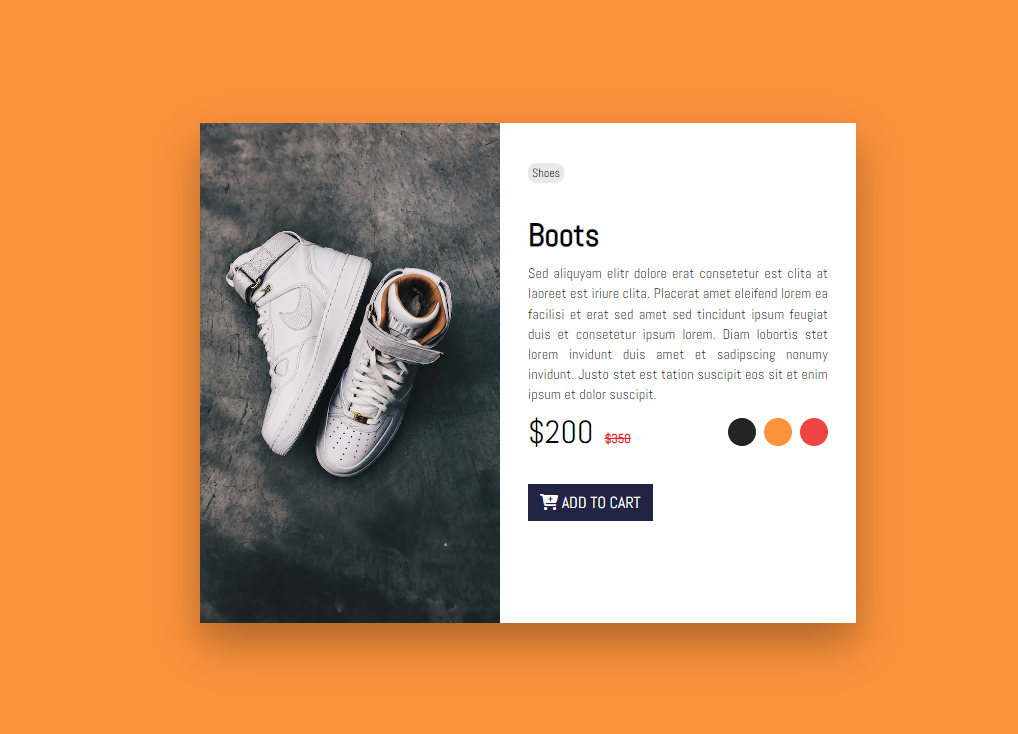 Shoes
Boots
Sed aliquyam elitr dolore erat consetetur est clita at
laoreet est iriure clita. Placerat amet eleifend lorem ea
facilisi et erat sed amet sed tincidunt ipsum feugiat
duis et consetetur ipsum lorem. Diam lobortis stet
lorem invidunt duis amet et sadipscing nonumy
invidunt. Justo stet est tation suscipit eos sit et enim
ipsum et dolor suscipit.
$200 $350
ADD TO CART